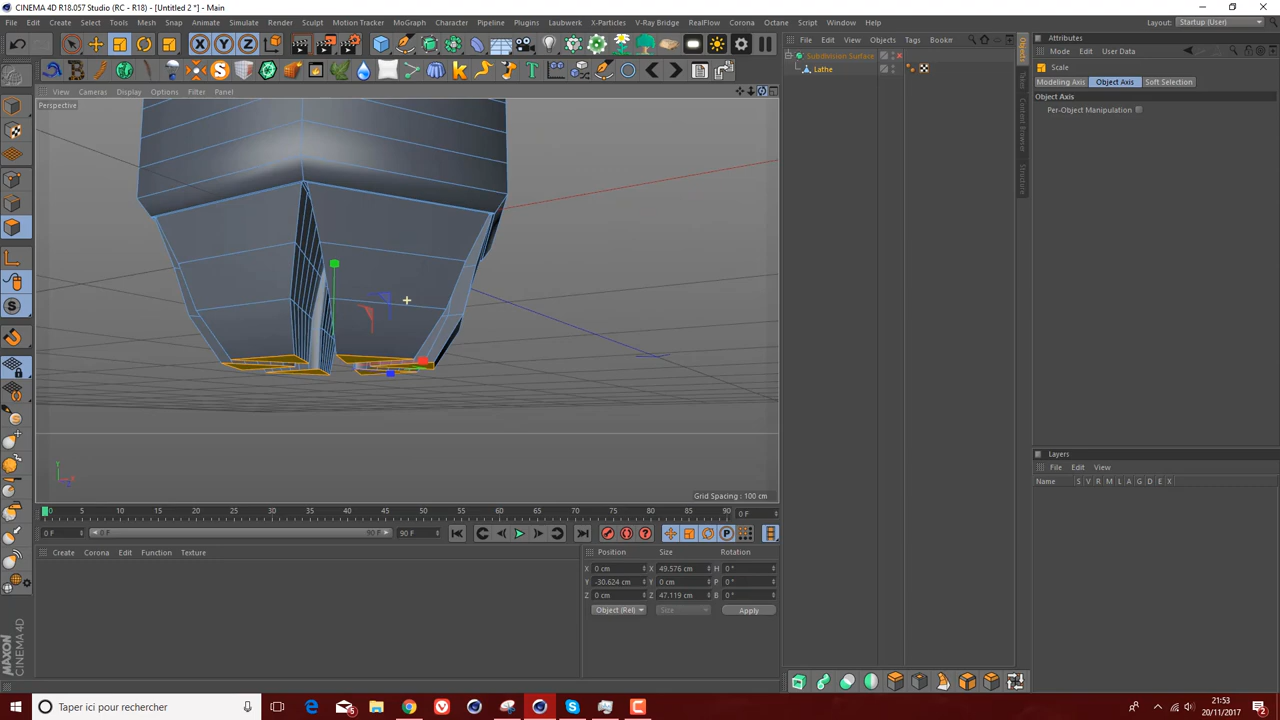 CINEMA 4D R18.057 Studio (RC - R18) - [Untitled 2 *] - Main
File Edit Create Select Tools Mesh Snap Animate Simulate Render Sculpt Motion Tracker MoGraph Character Pipeline Plugins Laubwerk X-Particles V-Ray Bridge RealFlow Corona Octane Script Window Help
Layout: Startup (User)
View Cameras Display Options Filter Panel
Perspective
Grid Spacing : 100 cm
File Edit View Objects Tags Bookm
Subdivision Surface
Lathe
Objects
Takes
Content Browser
Structure
Attributes
Mode Edit User Data
Scale
Modeling Axis Object Axis Soft Selection
Object Axis
Per-Object Manipulation
Layers
File Edit View
Name S V R M L A G D E X
0 5 10 15 20 25 30 35 40 45 50 55 60 65 70 75 80 85 90 0 F
0 F 0 F 90 F 90 F
Create Corona Edit Function Texture
Position Size Rotation
X 0 cm X 49.576 cm H 0 °
Y -30.624 cm Y 0 cm P 0 °
Z 0 cm Z 47.119 cm B 0 °
Object (Rel) Size Apply
MAXON
CINEMA 4D
Taper ici pour rechercher
21:53
20/11/2017